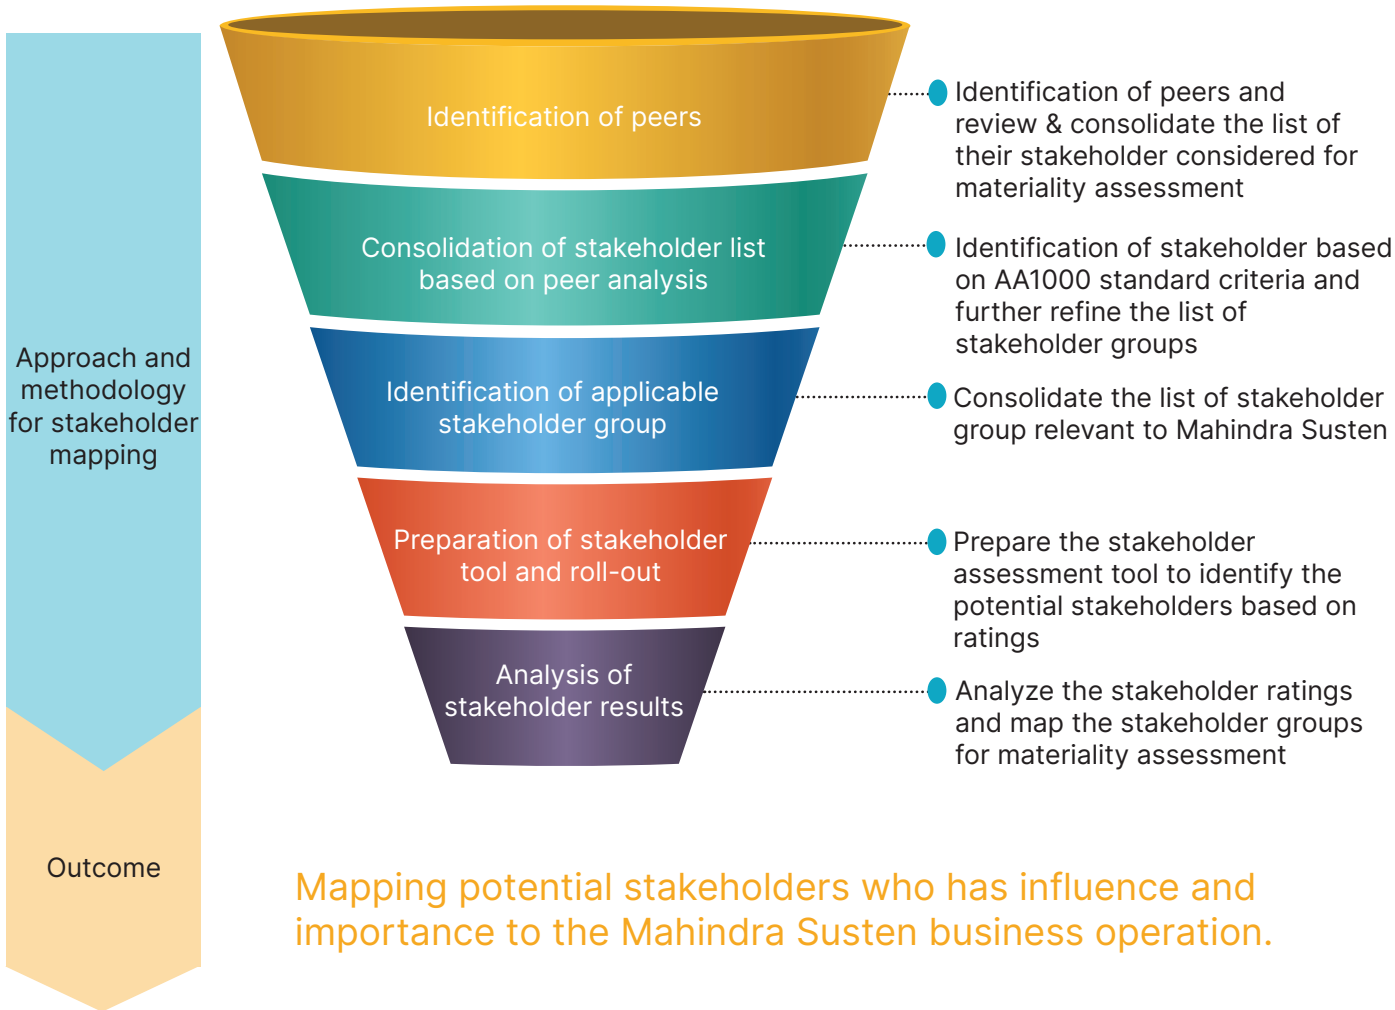 Approach and
methodology
for stakeholder
mapping
Identification of peers
Identification of peers and
review & consolidate the list of
their stakeholder considered for
materiality assessment
Consolidation of stakeholder list
based on peer analysis
Identification of stakeholder based
on AA1000 standard criteria and
further refine the list of
stakeholder groups
Identification of applicable
stakeholder group
Consolidate the list of stakeholder
group relevant to Mahindra Susten
Preparation of stakeholder
tool and roll-out
Prepare the stakeholder
assessment tool to identify the
potential stakeholders based on
ratings
Analysis of
stakeholder results
Analyze the stakeholder ratings
and map the stakeholder groups
for materiality assessment
Outcome
Mapping potential stakeholders who has influence and
importance to the Mahindra Susten business operation.